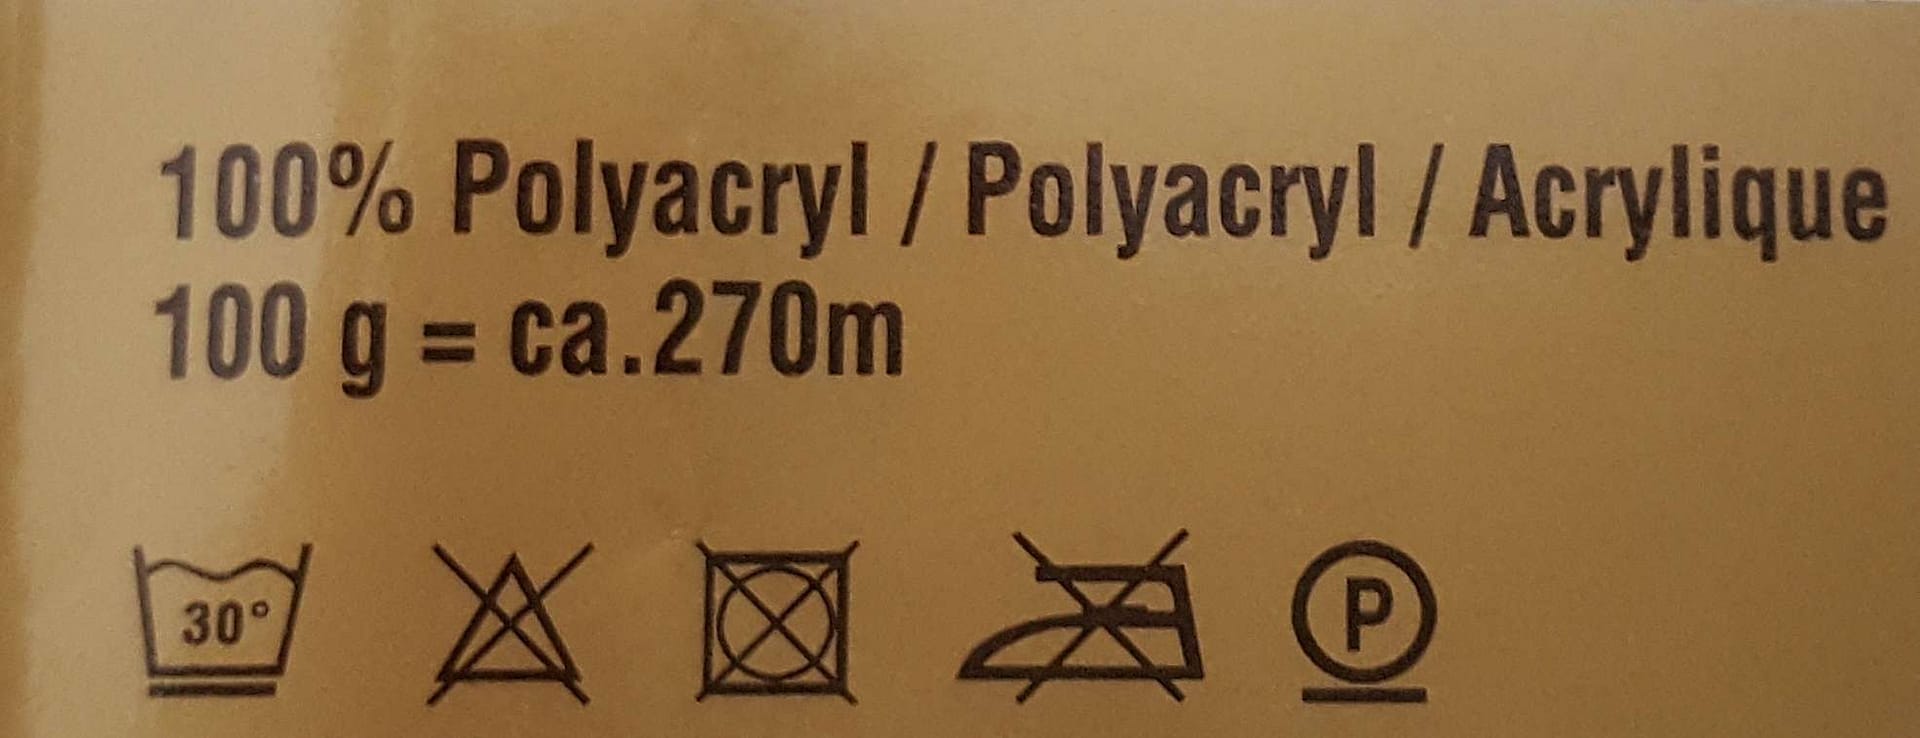 100% Polyacryl / Polyacryl / Acrylique
100 g = ca.270m
30° P